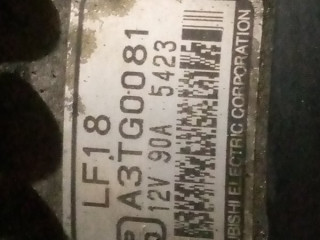 LF18
A3TG0081
12V 90A 5423
BISHI ELECTRIC CORPORATION